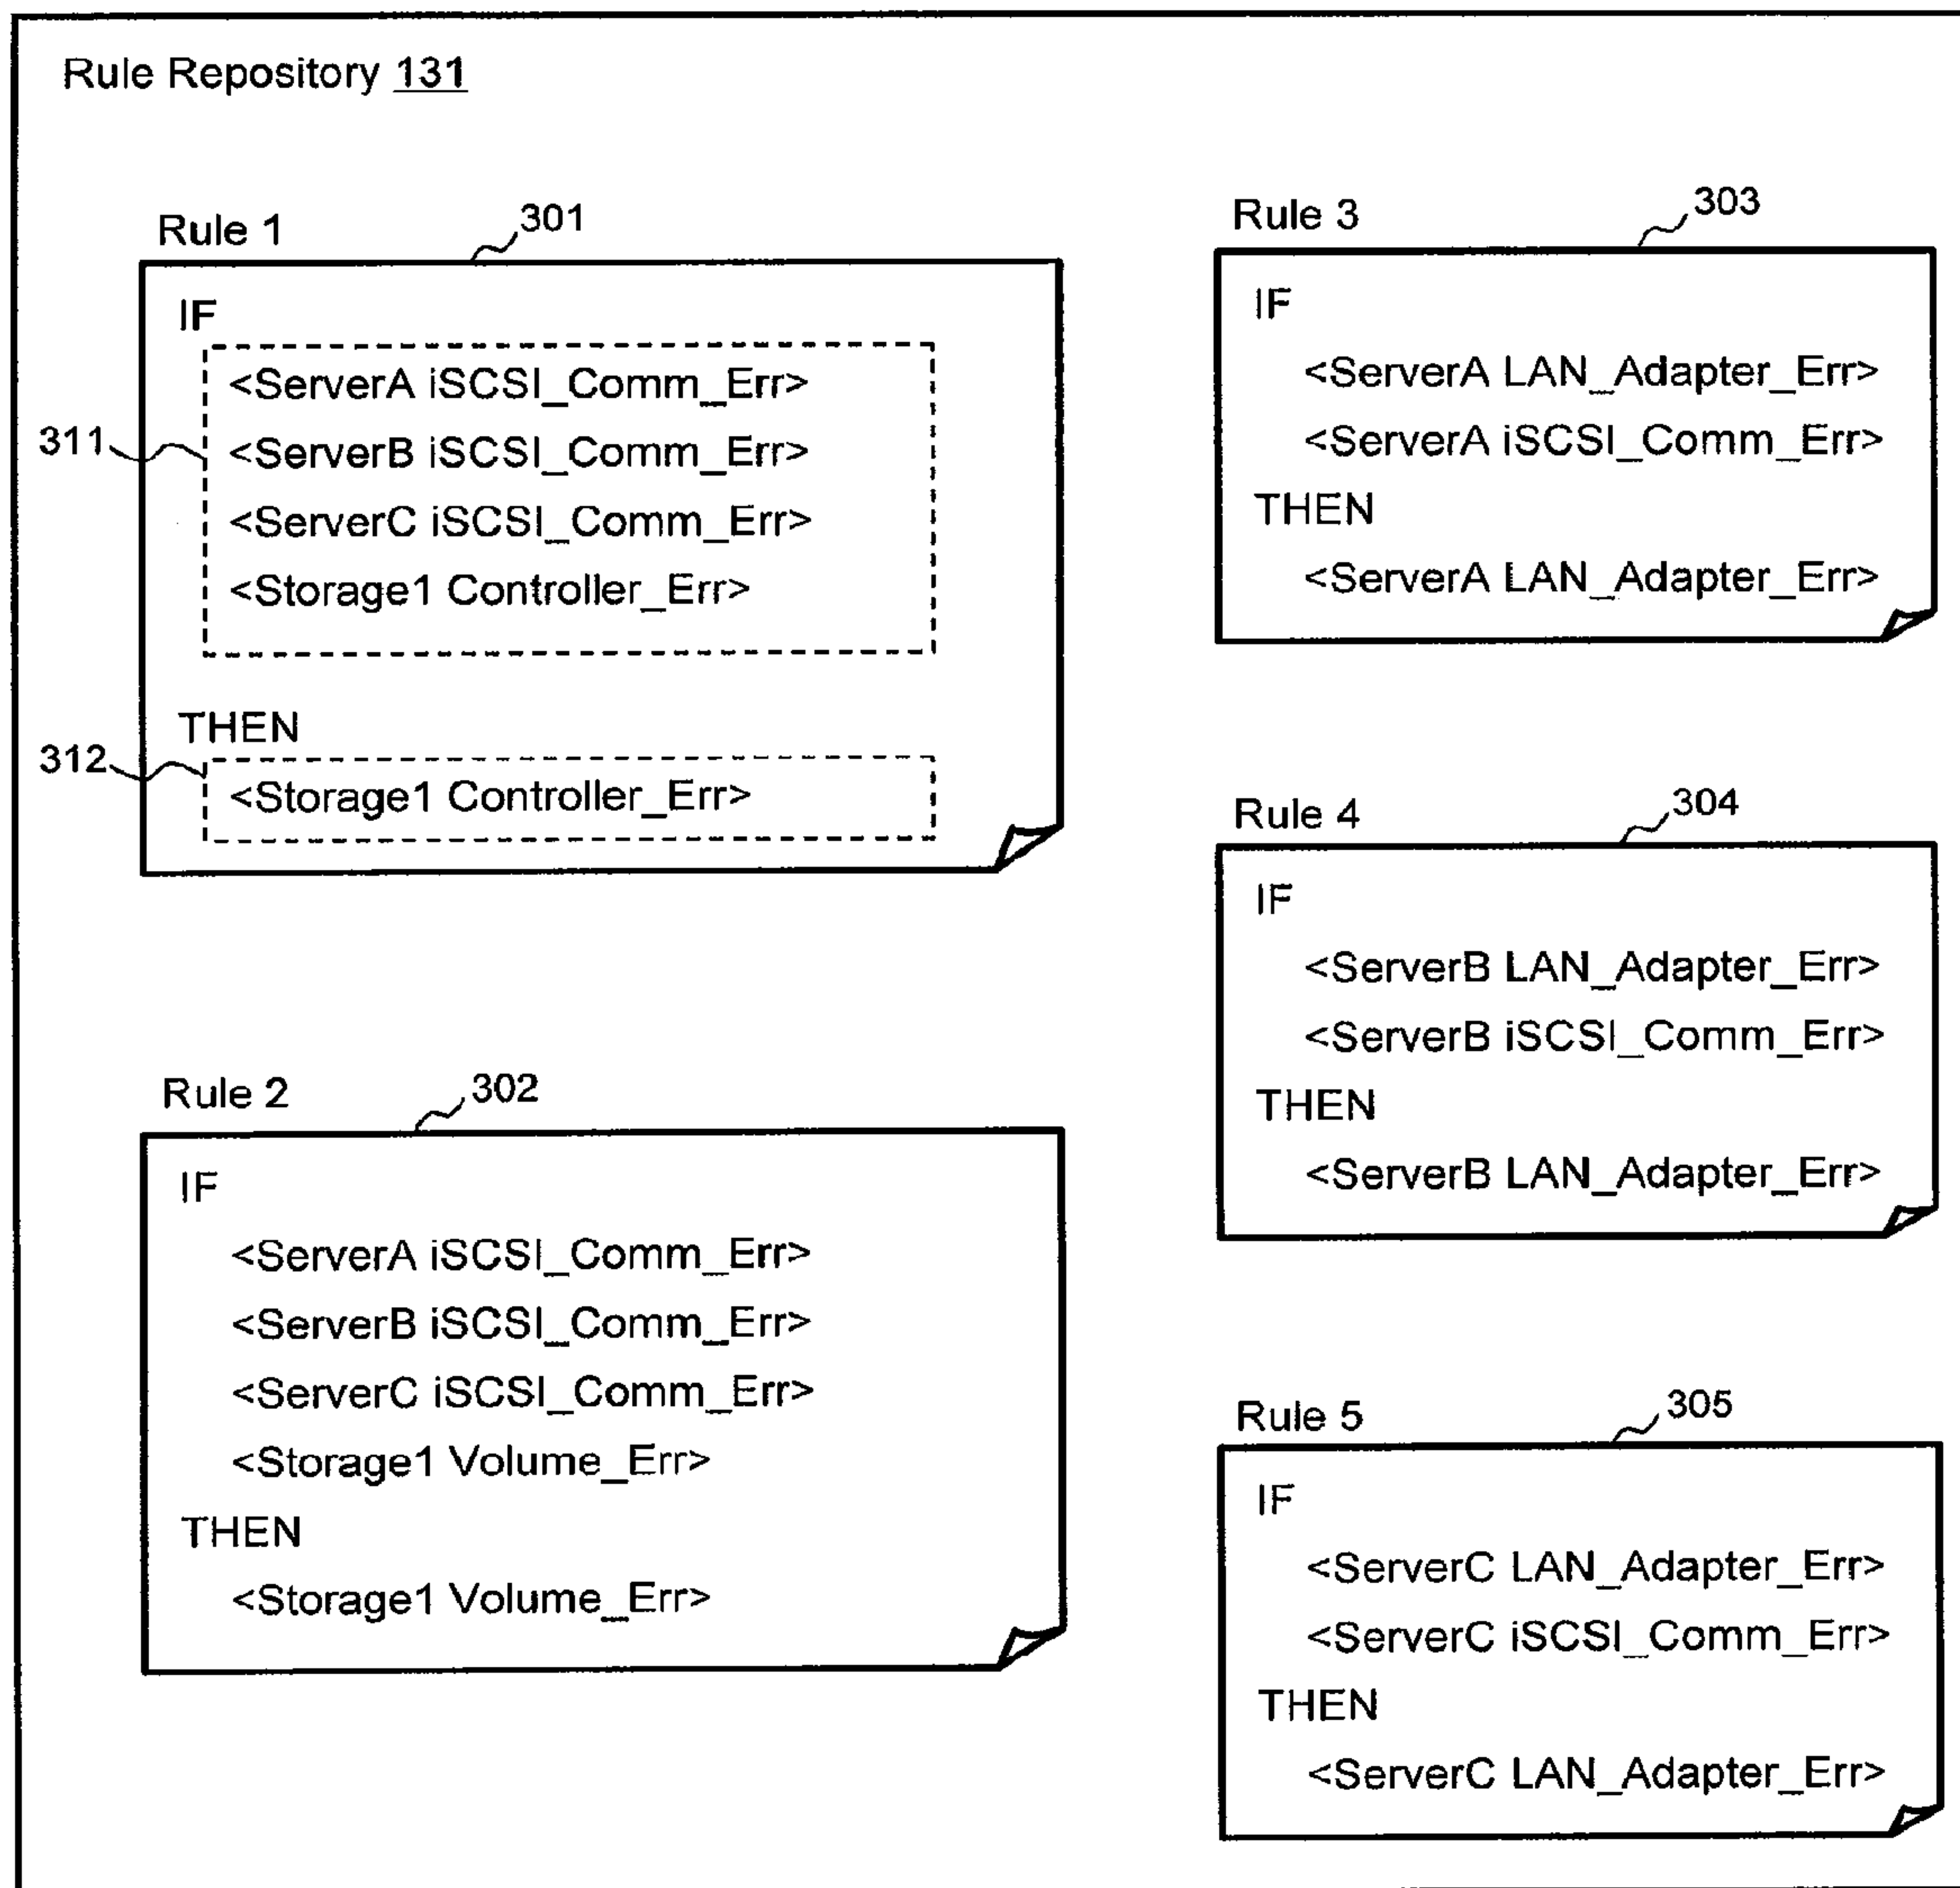 Rule Repository 131
Rule 1
301
IF
311
<ServerA iSCSI_Comm_Err>
<ServerB iSCSI_Comm_Err>
<ServerC iSCSI_Comm_Err>
<Storage1 Controller_Err>
THEN
312
<Storage1 Controller_Err>
Rule 2
302
IF
<ServerA iSCSI_Comm_Err>
<ServerB iSCSI_Comm_Err>
<ServerC iSCSI_Comm_Err>
<Storage1 Volume_Err>
THEN
<Storage1 Volume_Err>
Rule 3
303
IF
<ServerA LAN_Adapter_Err>
<ServerA iSCSI_Comm_Err>
THEN
<ServerA LAN_Adapter_Err>
Rule 4
304
IF
<ServerB LAN_Adapter_Err>
<ServerB iSCSI_Comm_Err>
THEN
<ServerB LAN_Adapter_Err>
Rule 5
305
IF
<ServerC LAN_Adapter_Err>
<ServerC iSCSI_Comm_Err>
THEN
<ServerC LAN_Adapter_Err>